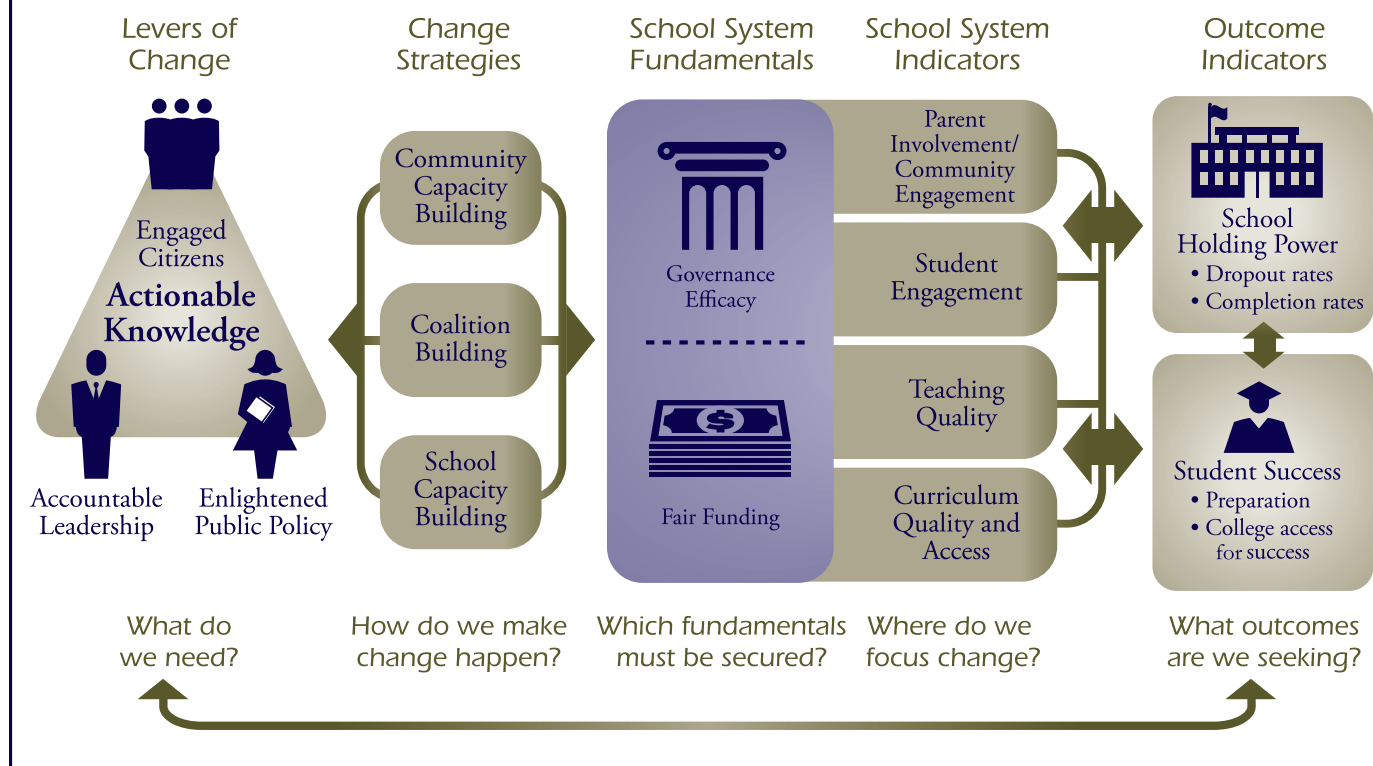 Levers of
Change
Change
Strategies
School System
Fundamentals
School System
Indicators
Outcome
Indicators
Engaged
Citizens
Actionable
Knowledge
Accountable
Leadership
Enlightened
Public Policy
Community
Capacity
Building
Coalition
Building
School
Capacity
Building
Governance
Efficacy
$
Fair Funding
Parent
Involvement/
Community
Engagement
Student
Engagement
Teaching
Quality
Curriculum
Quality and
Access
School
Holding Power
• Dropout rates
• Completion rates
Student Success
• Preparation
• College access
for success
What do
we need?
How do we make
change happen?
Which fundamentals
must be secured?
Where do we
focus change?
What outcomes
are we seeking?